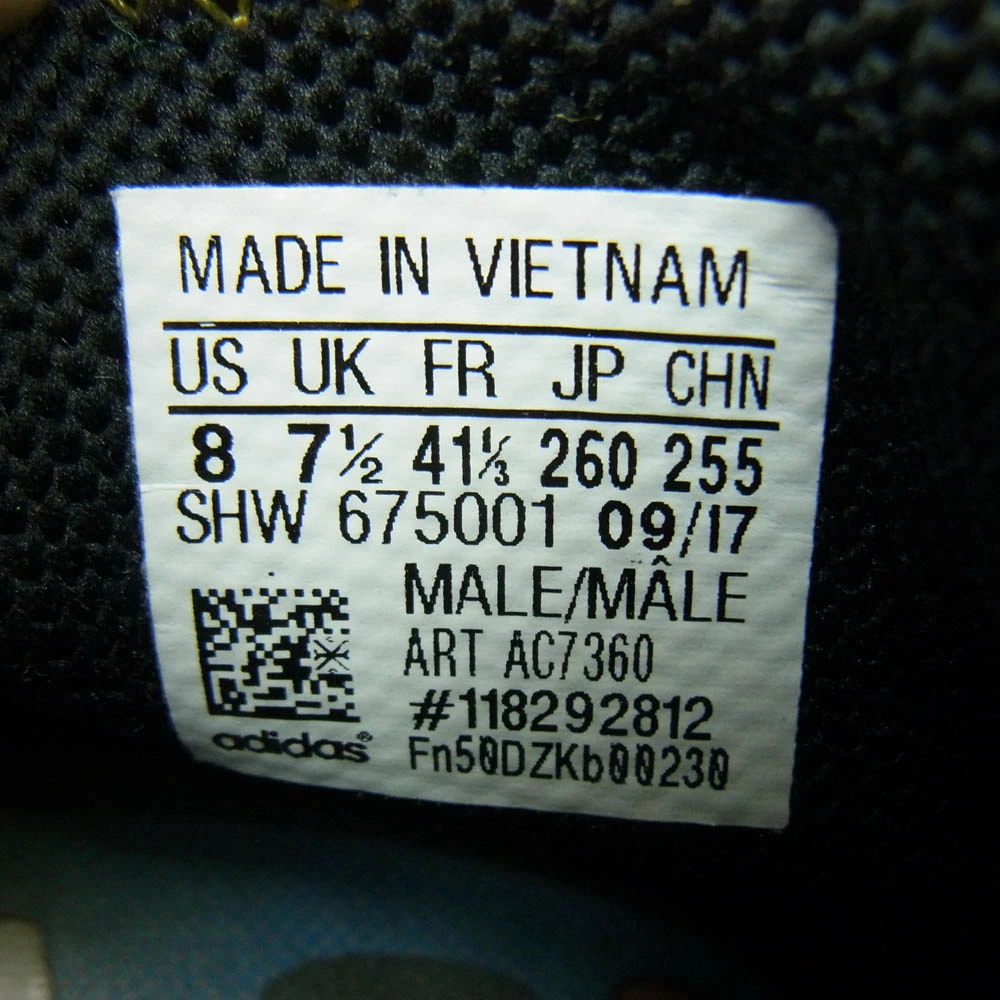 MADE IN VIETNAM
US UK FR JP CHN
8 7½ 41⅓ 260 255
SHW 675001 09/17
MALE/MÂLE
ART AC7360
#118292812
adidas®
Fn50DZKb00230